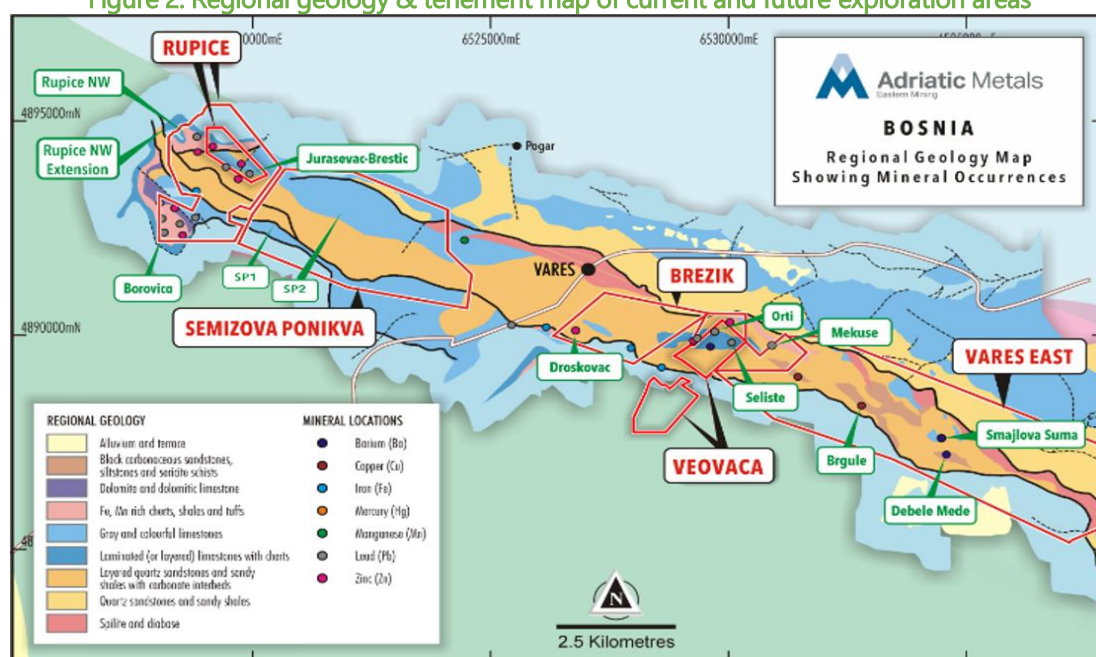 Figure 2. Regional geology & tenement map of current and future exploration areas
6525000mE
6530000mE
RUPICE
Rupice NW
4895000mN
Rupice NW
Extension
Jurasevac-Brestic
Pogar
Adriatic Metals
Eastern Mining
BOSNIA
Regional Geology Map
Showing Mineral Occurrences
Borovica
SP1
SP2
SEMIZOVA PONIKVA
VARES
BREZIK
Orti
Mekuse
4890000mN
Droskovac
Seliste
VARES EAST
VEOVACA
Brgule
Smajlova Suma
Debele Mede
REGIONAL GEOLOGY
Alluvium and terrace
Black carbonaceous sandstones,
siltstones and sericite schists
Dolomite and dolomitic limestone
Fe, Mn rich cherts, shales and tuffs
Gray and colourful limestones
Laminated (or layered) limestones with cherts
Layered quartz sandstones and sandy
shales with carbonate interbeds
Quartz sandstones and sandy shales
Spilite and diabase
MINERAL LOCATIONS
Barium (Ba)
Copper (Cu)
Iron (Fe)
Mercury (Hg)
Manganese (Mn)
Lead (Pb)
Zinc (Zn)
N
2.5 Kilometres